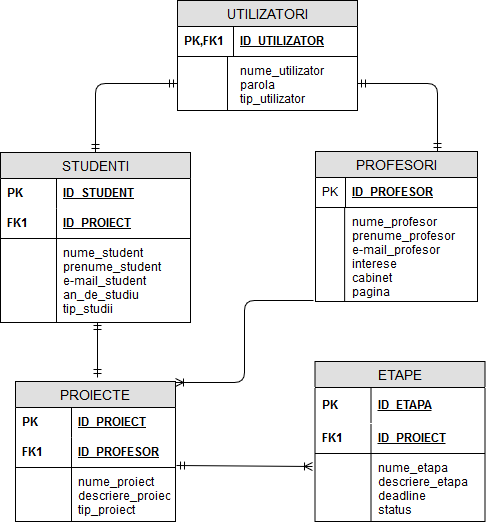 UTILIZATORI
PK,FK1 ID_UTILIZATOR
nume_utilizator
parola
tip_utilizator
STUDENTI
PK ID_STUDENT
FK1 ID_PROIECT
nume_student
prenume_student
e-mail_student
an_de_studiu
tip_studii
PROFESORI
PK ID_PROFESOR
nume_profesor
prenume_profesor
e-mail_profesor
interese
cabinet
pagina
PROIECTE
PK ID_PROIECT
FK1 ID_PROFESOR
nume_proiect
descriere_proiec
tip_proiect
ETAPE
PK ID_ETAPA
FK1 ID_PROIECT
nume_etapa
descriere_etapa
deadline
status